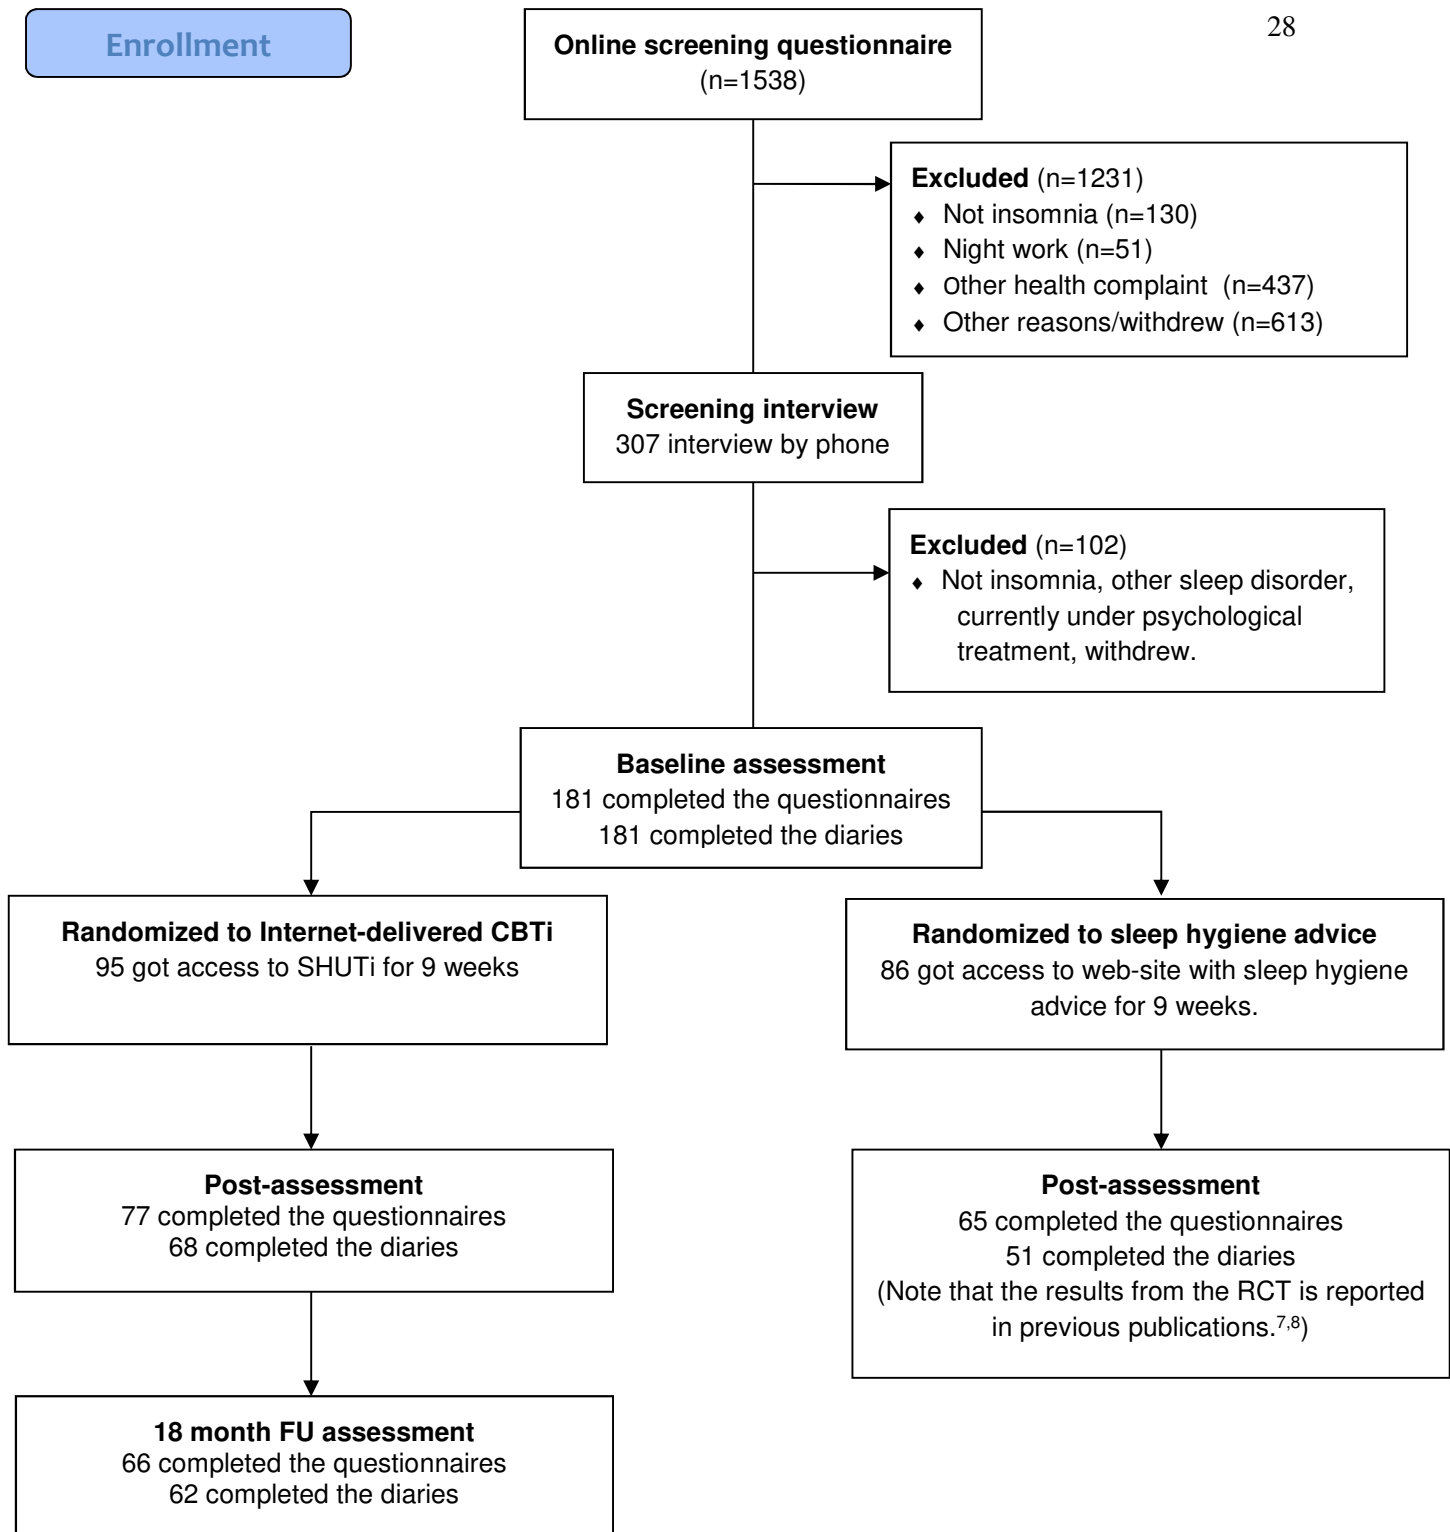 Enrollment
28
Online screening questionnaire
(n=1538)
Excluded (n=1231)
♦ Not insomnia (n=130)
♦ Night work (n=51)
♦ Other health complaint (n=437)
♦ Other reasons/withdrew (n=613)
Screening interview
307 interview by phone
Excluded (n=102)
♦ Not insomnia, other sleep disorder,
currently under psychological
treatment, withdrew.
Baseline assessment
181 completed the questionnaires
181 completed the diaries
Randomized to Internet-delivered CBTi
95 got access to SHUTi for 9 weeks
Randomized to sleep hygiene advice
86 got access to web-site with sleep hygiene
advice for 9 weeks.
Post-assessment
77 completed the questionnaires
68 completed the diaries
Post-assessment
65 completed the questionnaires
51 completed the diaries
(Note that the results from the RCT is reported
in previous publications.7,8)
18 month FU assessment
66 completed the questionnaires
62 completed the diaries